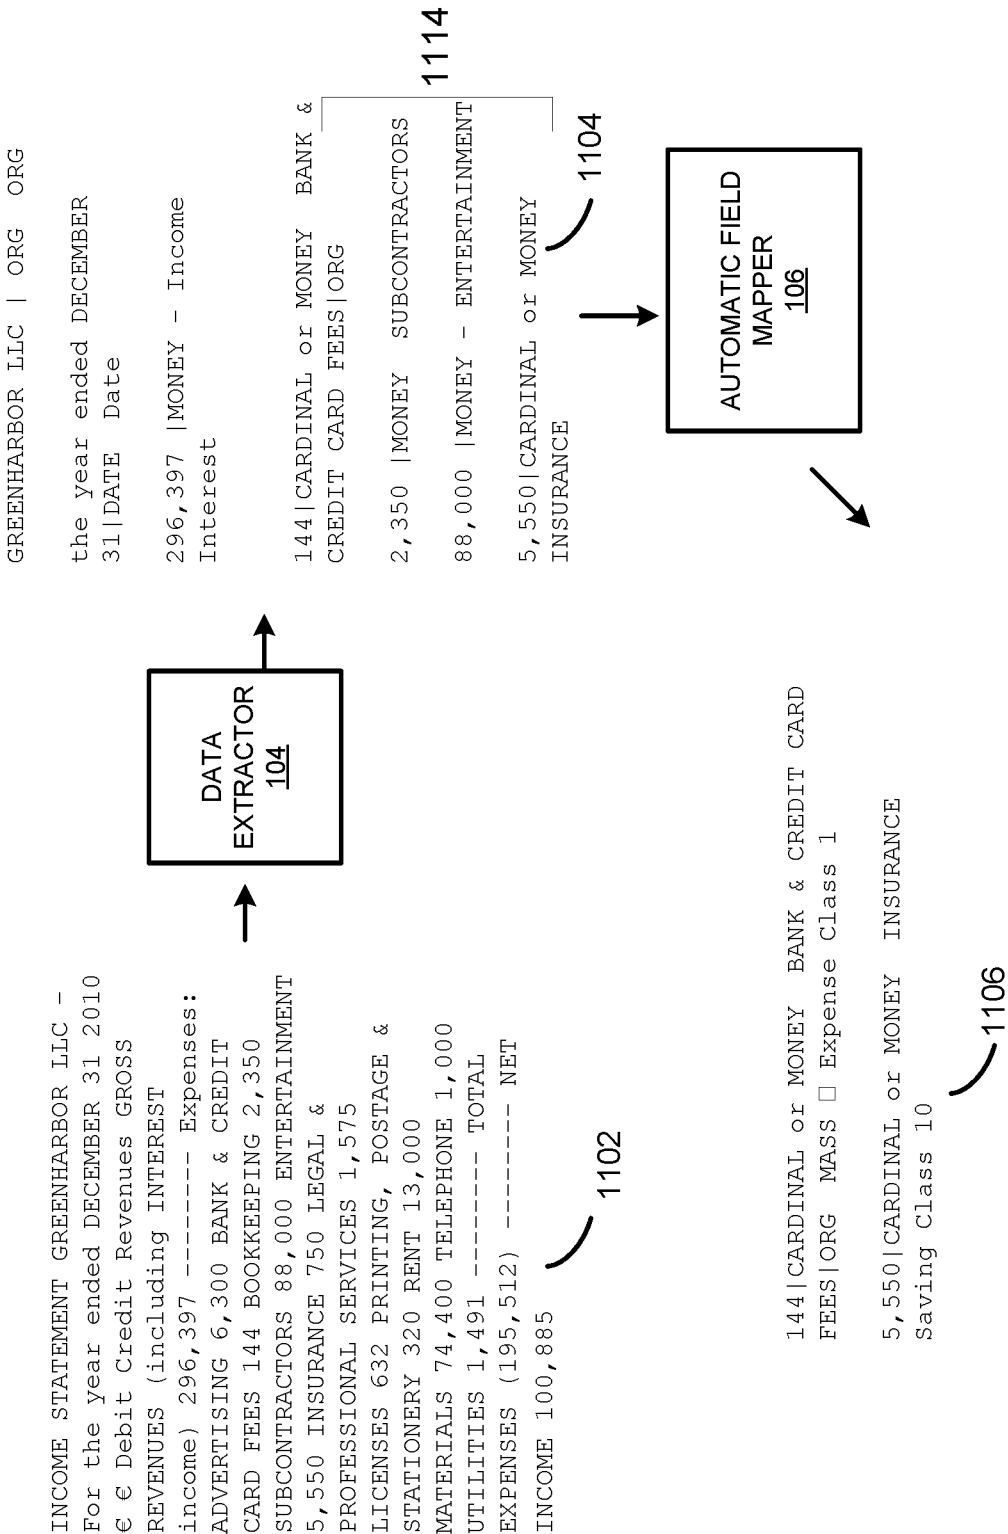 INCOME STATEMENT GREENHARBOR LLC -
For the year ended DECEMBER 31 2010
€ € Debit Credit Revenues GROSS
REVENUES (including INTEREST
income) 296,397 --------- Expenses:
ADVERTISING 6,300 BANK & CREDIT
CARD FEES 144 BOOKKEEPING 2,350
SUBCONTRACTORS 88,000 ENTERTAINMENT
5,550 INSURANCE 750 LEGAL &
PROFESSIONAL SERVICES 1,575
LICENSES 632 PRINTING, POSTAGE &
STATIONERY 320 RENT 13,000
MATERIALS 74,400 TELEPHONE 1,000
UTILITIES 1,491 --------- TOTAL
EXPENSES (195,512) --------- NET
INCOME 100,885
1102
DATA
EXTRACTOR
104
GREENHARBOR LLC | ORG ORG
the year ended DECEMBER
31|DATE Date
296,397 |MONEY - Income
Interest
144|CARDINAL or MONEY BANK &
CREDIT CARD FEES|ORG
2,350 |MONEY SUBCONTRACTORS
88,000 |MONEY - ENTERTAINMENT
5,550|CARDINAL or MONEY
INSURANCE
1114
1104
AUTOMATIC FIELD
MAPPER
106
144|CARDINAL or MONEY BANK & CREDIT CARD
FEES|ORG MASS □ Expense Class 1
5,550|CARDINAL or MONEY INSURANCE
Saving Class 10
1106